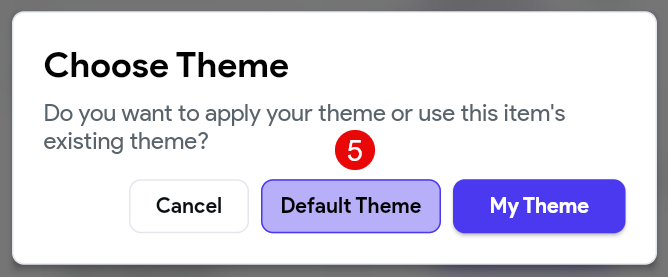 Choose Theme
Do you want to apply your theme or use this item's
existing theme?
5
Cancel Default Theme My Theme